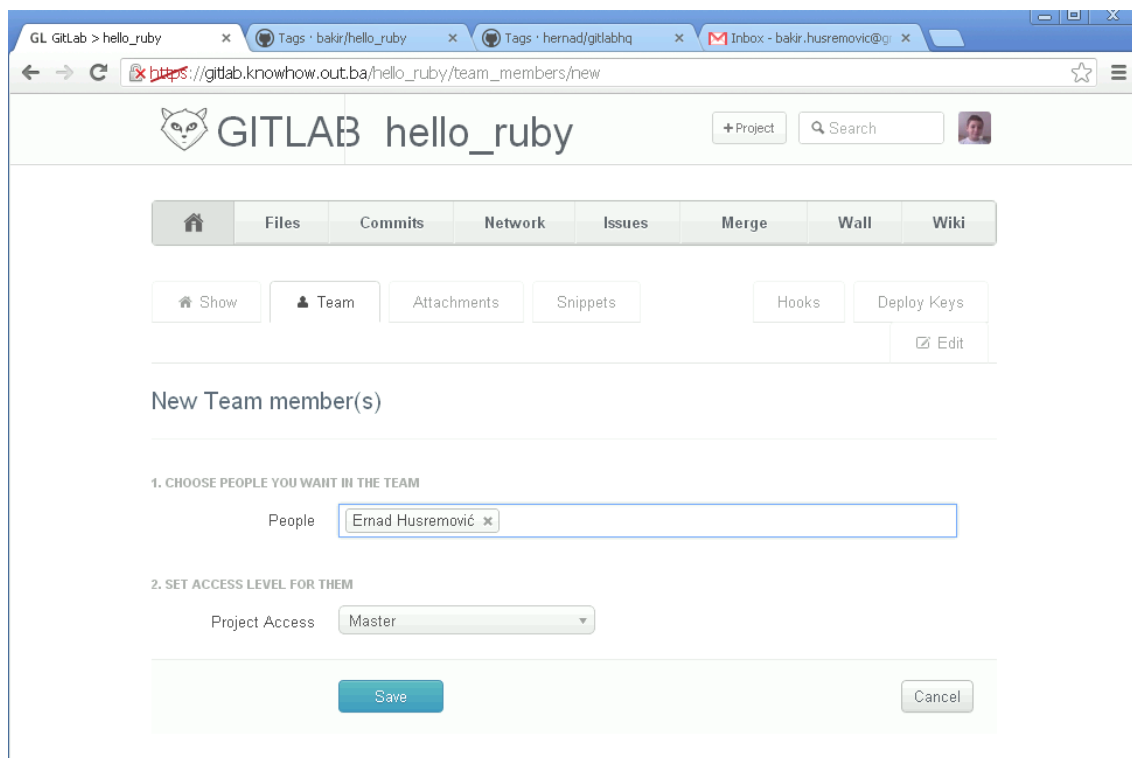 GL GitLab > hello_ruby × Tags · bakir/hello_ruby × Tags · hernad/gitlabhq × Inbox - bakir.husremovic@g ×
https://gitlab.knowhow.out.ba/hello_ruby/team_members/new
GITLAB hello_ruby +Project Search
Files Commits Network Issues Merge Wall Wiki
Show Team Attachments Snippets Hooks Deploy Keys
Edit
New Team member(s)
1. CHOOSE PEOPLE YOU WANT IN THE TEAM
People Ernad Husremović ×
2. SET ACCESS LEVEL FOR THEM
Project Access Master
Save Cancel